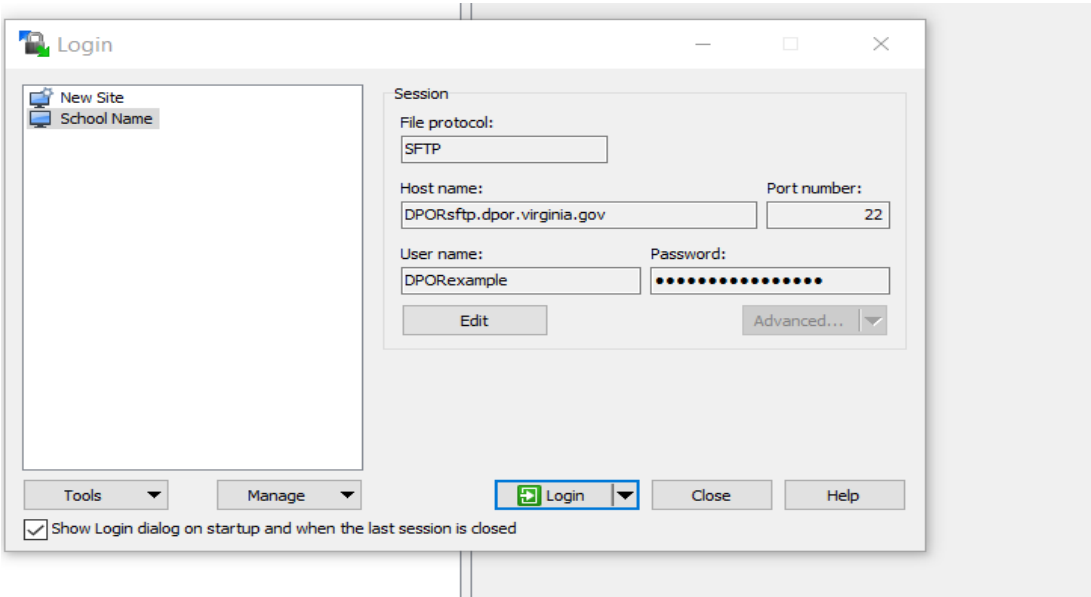 Login
New Site
School Name
Session
File protocol:
SFTP
Host name:
Port number:
DPORsftp.dpor.virginia.gov
22
User name:
Password:
DPORexample
••••••••••••••••
Edit
Advanced...
Tools
Manage
Login
Close
Help
Show Login dialog on startup and when the last session is closed